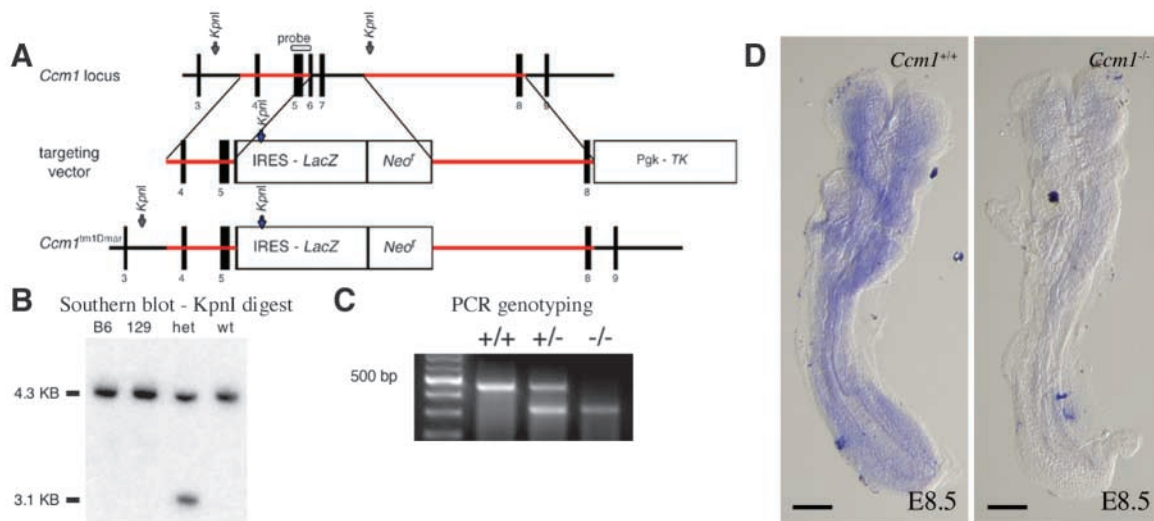 A
KpnI
probe
KpnI
Ccm1 locus
3 4 5 6 7 8 9
KpnI
targeting
vector
IRES - LacZ Neoʳ Pgk - TK
4 5 8
KpnI
KpnI
Ccm1ᵗᵐ¹ᴰᵐᵃʳ
IRES - LacZ Neoʳ
3 4 5 8 9
B
Southern blot - KpnI digest
B6 129 het wt
4.3 KB
3.1 KB
C
PCR genotyping
+/+ +/- -/-
500 bp
D
Ccm1⁺/⁺
E8.5
Ccm1⁻/⁻
E8.5